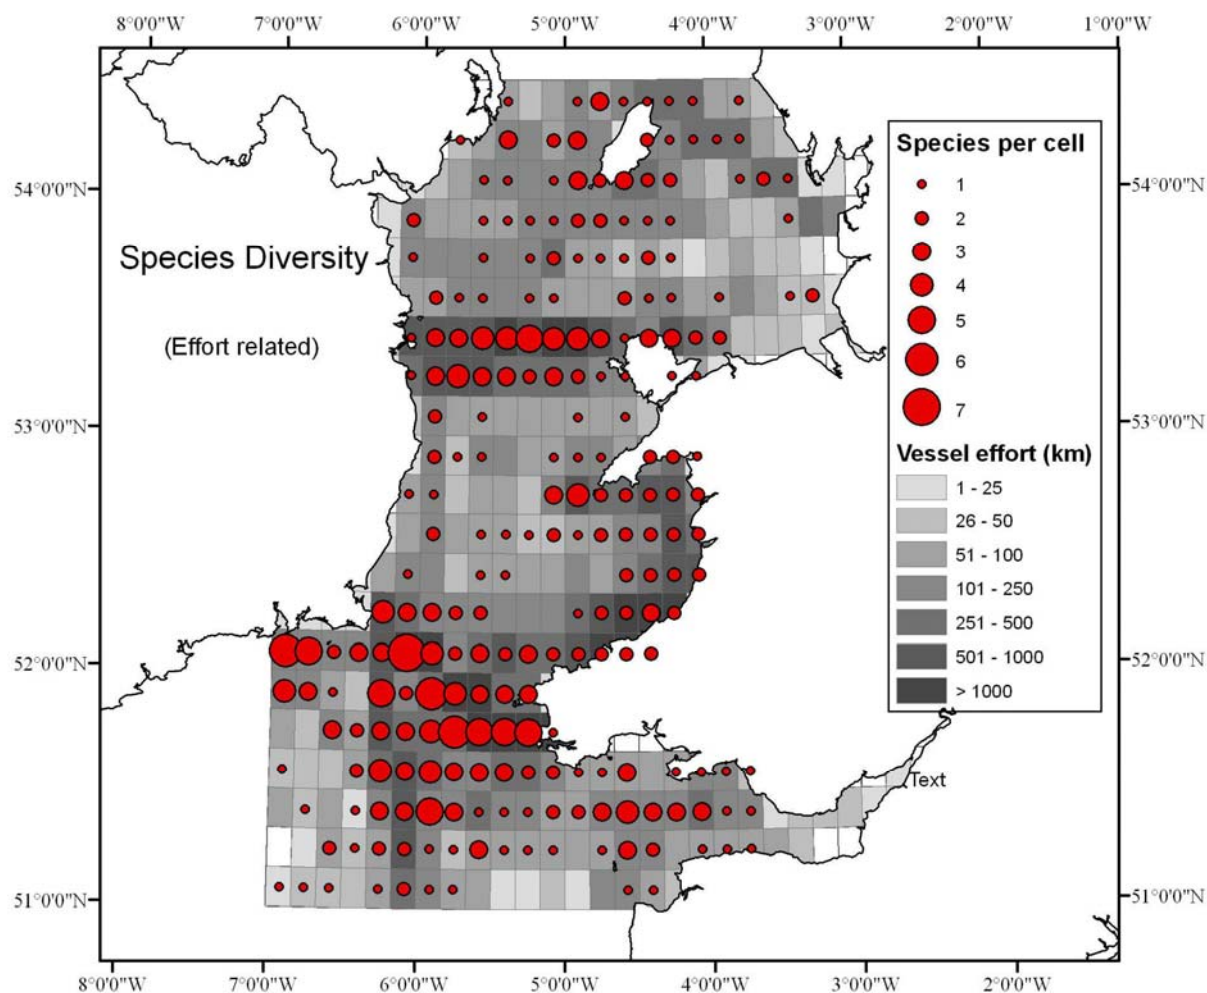 8°0'0"W 7°0'0"W 6°0'0"W 5°0'0"W 4°0'0"W 3°0'0"W 2°0'0"W 1°0'0"W
Species per cell
1
54°0'0"N 2 54°0'0"N
3
Species Diversity
4
5
(Effort related)
6
7
53°0'0"N 53°0'0"N
Vessel effort (km)
1 - 25
26 - 50
51 - 100
101 - 250
251 - 500
52°0'0"N 501 - 1000 52°0'0"N
> 1000
Text
51°0'0"N 51°0'0"N
8°0'0"W 7°0'0"W 6°0'0"W 5°0'0"W 4°0'0"W 3°0'0"W 2°0'0"W